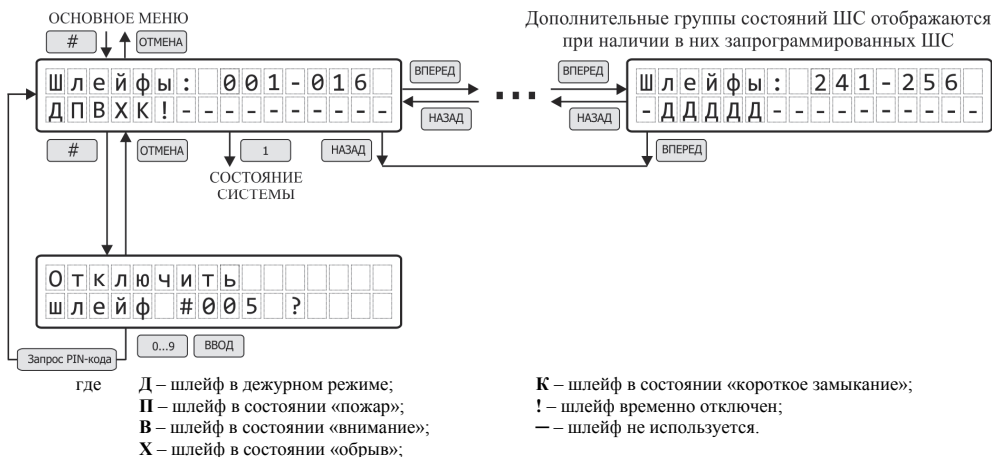 ОСНОВНОЕ МЕНЮ
# ОТМЕНА
Дополнительные группы состояний ШС отображаются
при наличии в них запрограммированных ШС
Шлейфы: 001-016
ДПВХК!----------
ВПЕРЕД
НАЗАД
...
ВПЕРЕД
НАЗАД
Шлейфы: 241-256
-ДДДДД----------
# ОТМЕНА 1 НАЗАД ВПЕРЕД
СОСТОЯНИЕ
СИСТЕМЫ
Отключить
шлейф #005 ?
Запрос PIN-кода 0...9 ВВОД
где Д – шлейф в дежурном режиме;
П – шлейф в состоянии «пожар»;
В – шлейф в состоянии «внимание»;
Х – шлейф в состоянии «обрыв»;
К – шлейф в состоянии «короткое замыкание»;
! – шлейф временно отключен;
– – шлейф не используется.